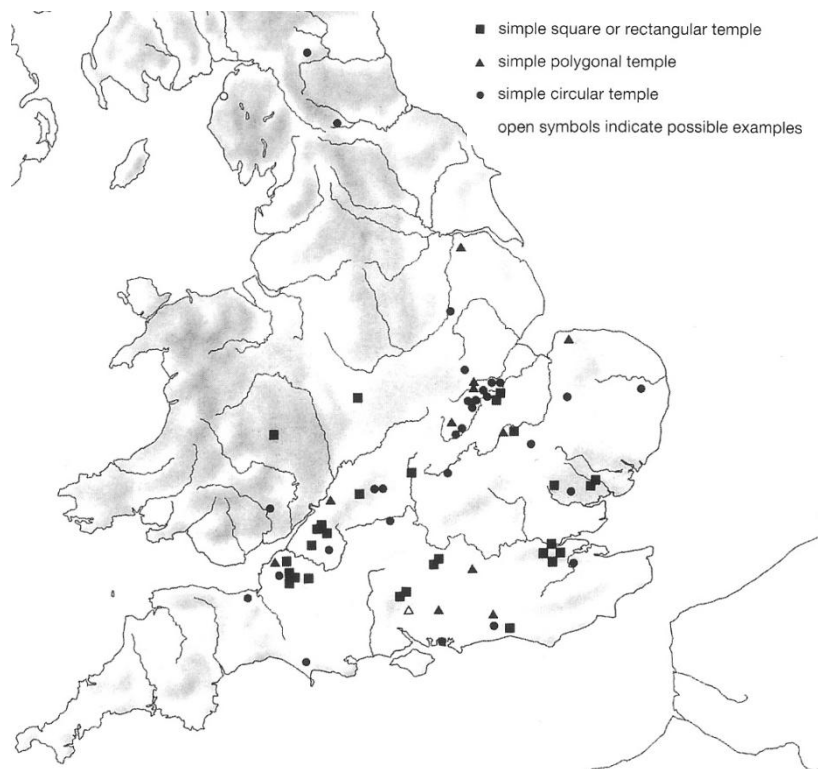 simple square or rectangular temple
simple polygonal temple
simple circular temple
open symbols indicate possible examples